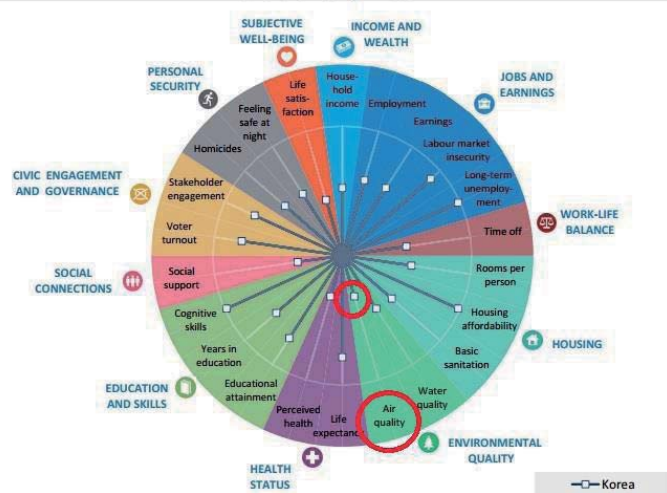 SUBJECTIVE
WELL-BEING
INCOME AND
WEALTH
PERSONAL
SECURITY
JOBS AND
EARNINGS
Life
satis-
faction
House-
hold
income
Employment
Feeling
safe at
night
Earnings
Homicides
Labour market
insecurity
CIVIC ENGAGEMENT
AND GOVERNANCE
Stakeholder
engagement
Long-term
unemploy-
ment
WORK-LIFE
BALANCE
Voter
turnout
Time off
SOCIAL
CONNECTIONS
Social
support
Rooms per
person
Cognitive
skills
Housing
affordability
HOUSING
Years in
education
Basic
sanitation
EDUCATION
AND SKILLS
Educational
attainment
Water
quality
Perceived
health
Life
expectance
Air
quality
ENVIRONMENTAL
QUALITY
HEALTH
STATUS
Korea